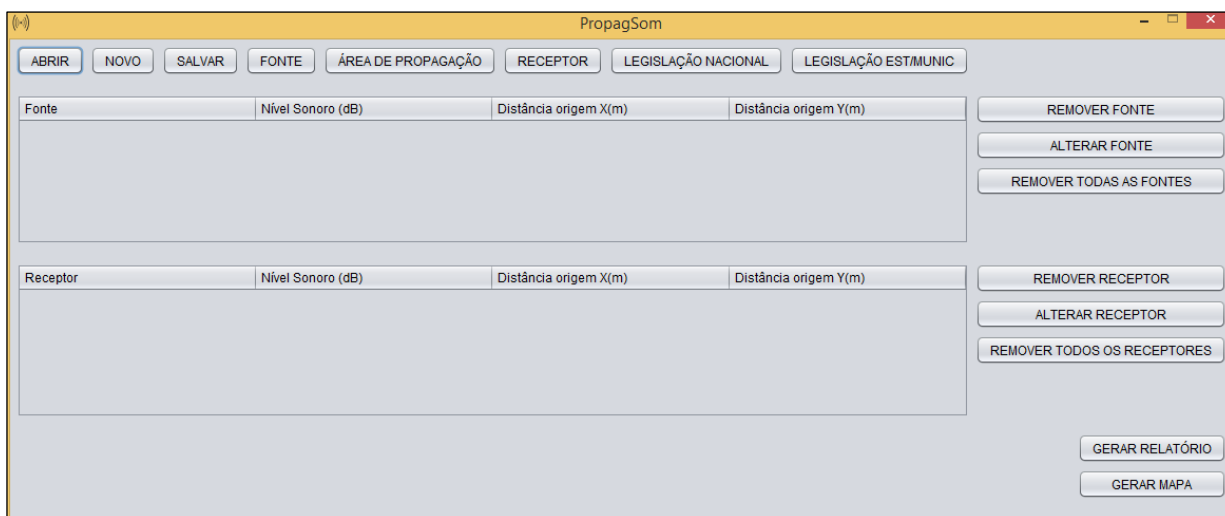 PropagSom
ABRIR NOVO SALVAR FONTE ÁREA DE PROPAGAÇÃO RECEPTOR LEGISLAÇÃO NACIONAL LEGISLAÇÃO EST/MUNIC
Fonte Nível Sonoro (dB) Distância origem X(m) Distância origem Y(m)
REMOVER FONTE
ALTERAR FONTE
REMOVER TODAS AS FONTES
Receptor Nível Sonoro (dB) Distância origem X(m) Distância origem Y(m)
REMOVER RECEPTOR
ALTERAR RECEPTOR
REMOVER TODOS OS RECEPTORES
GERAR RELATÓRIO
GERAR MAPA